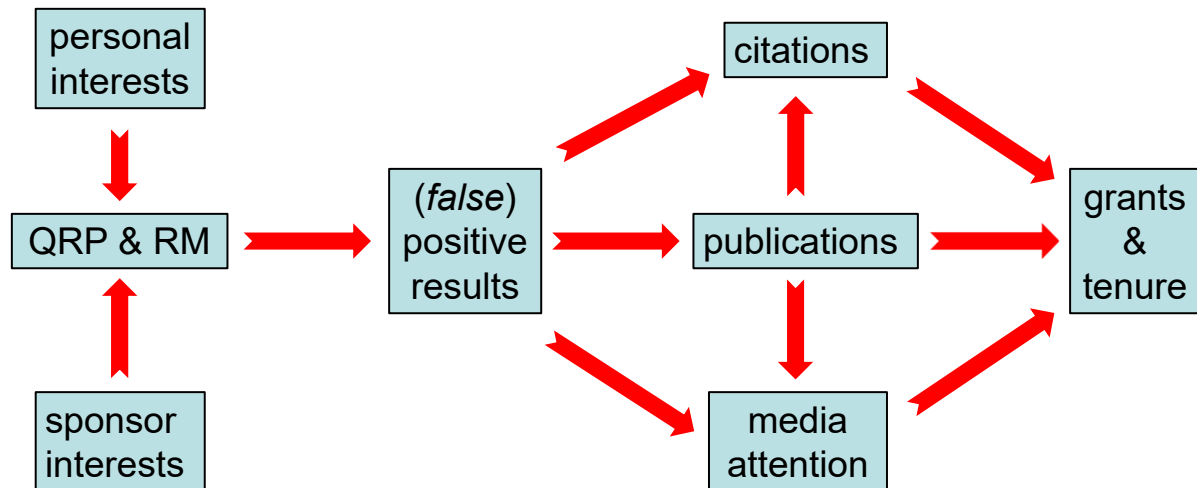 personal
interests
QRP & RM
sponsor
interests
(false)
positive
results
citations
publications
media
attention
grants
&
tenure